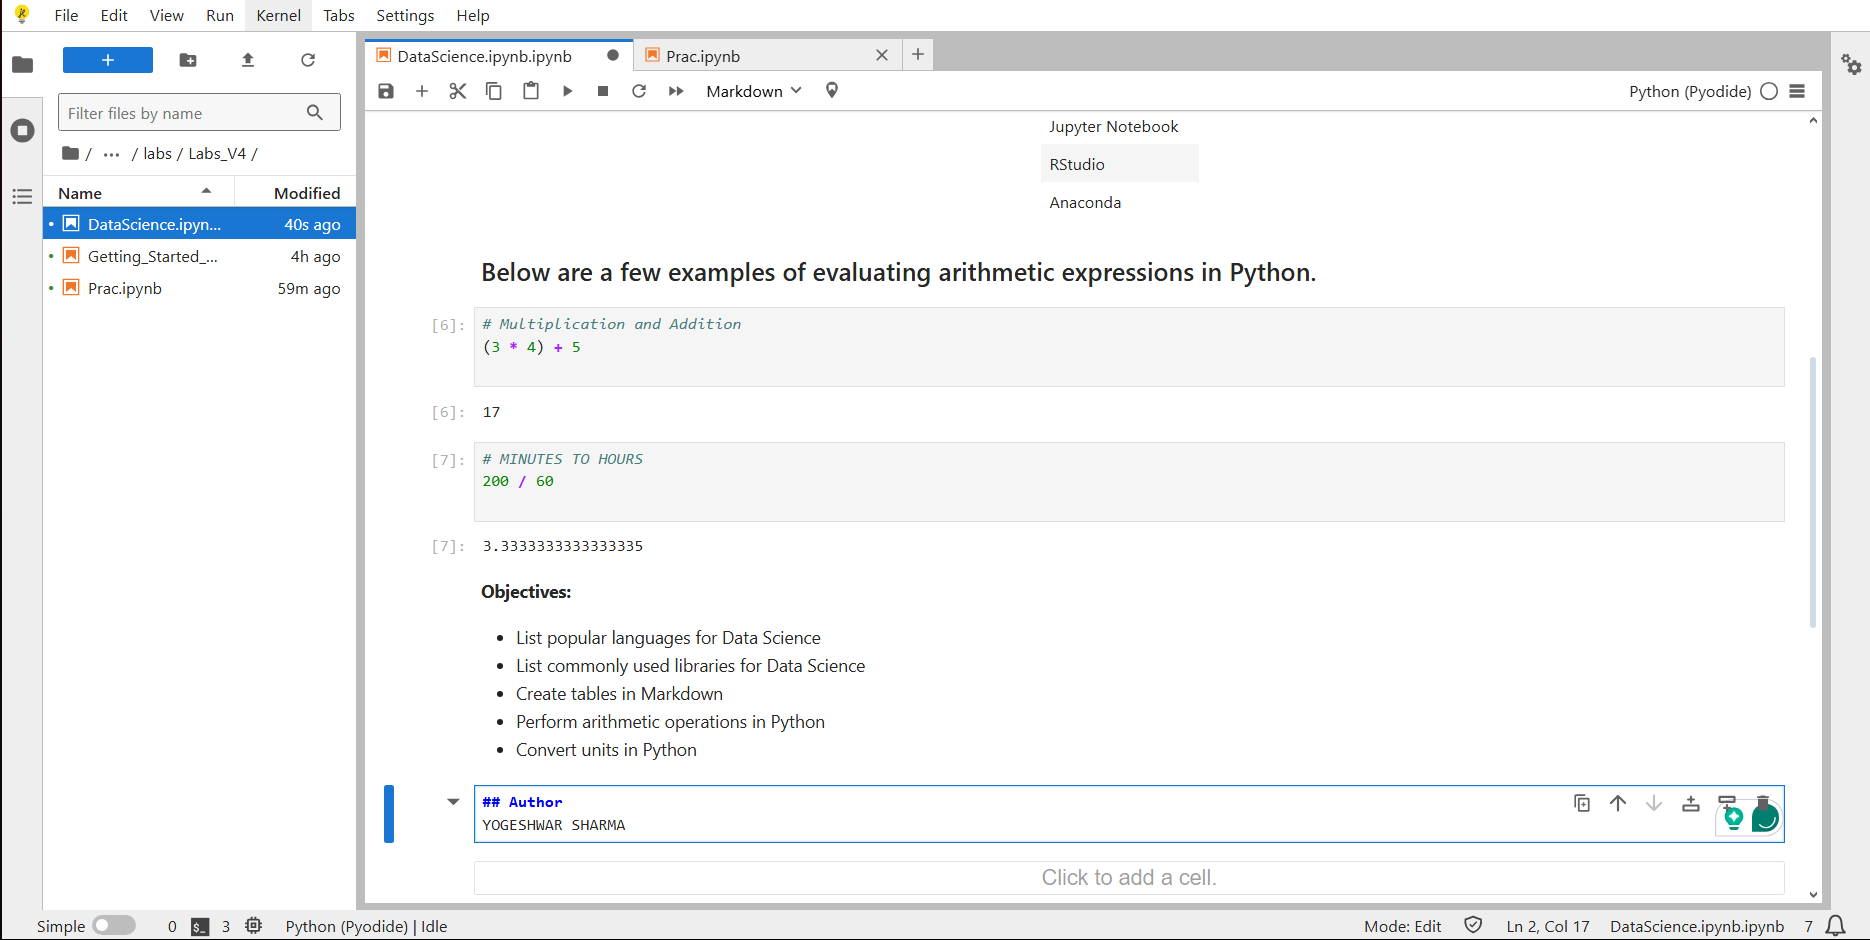 File Edit View Run Kernel Tabs Settings Help
DataScience.ipynb.ipynb
Prac.ipynb
Markdown
Python (Pyodide)
Filter files by name
/ ... / labs / Labs_V4 /
Name Modified
DataScience.ipyn... 40s ago
Getting_Started_... 4h ago
Prac.ipynb 59m ago
Jupyter Notebook
RStudio
Anaconda
Below are a few examples of evaluating arithmetic expressions in Python.
[6]: # Multiplication and Addition
(3 * 4) + 5
[6]: 17
[7]: # MINUTES TO HOURS
200 / 60
[7]: 3.3333333333333335
Objectives:
• List popular languages for Data Science
• List commonly used libraries for Data Science
• Create tables in Markdown
• Perform arithmetic operations in Python
• Convert units in Python
## Author
YOGESHWAR SHARMA
Click to add a cell.
Simple 0 $_ 3 Python (Pyodide) | Idle Mode: Edit Ln 2, Col 17 DataScience.ipynb.ipynb 7